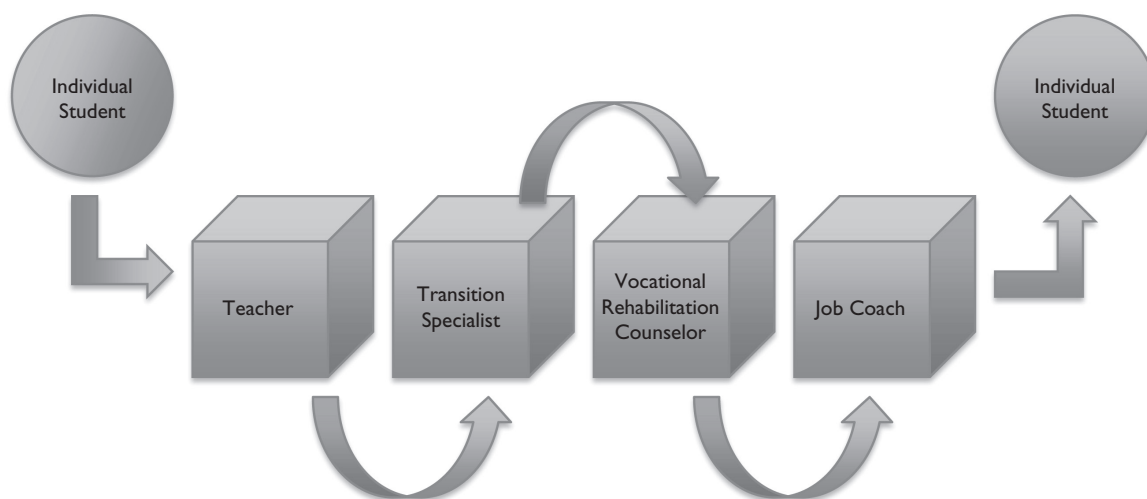 Individual
Student
Individual
Student
Teacher
Transition
Specialist
Vocational
Rehabilitation
Counselor
Job Coach